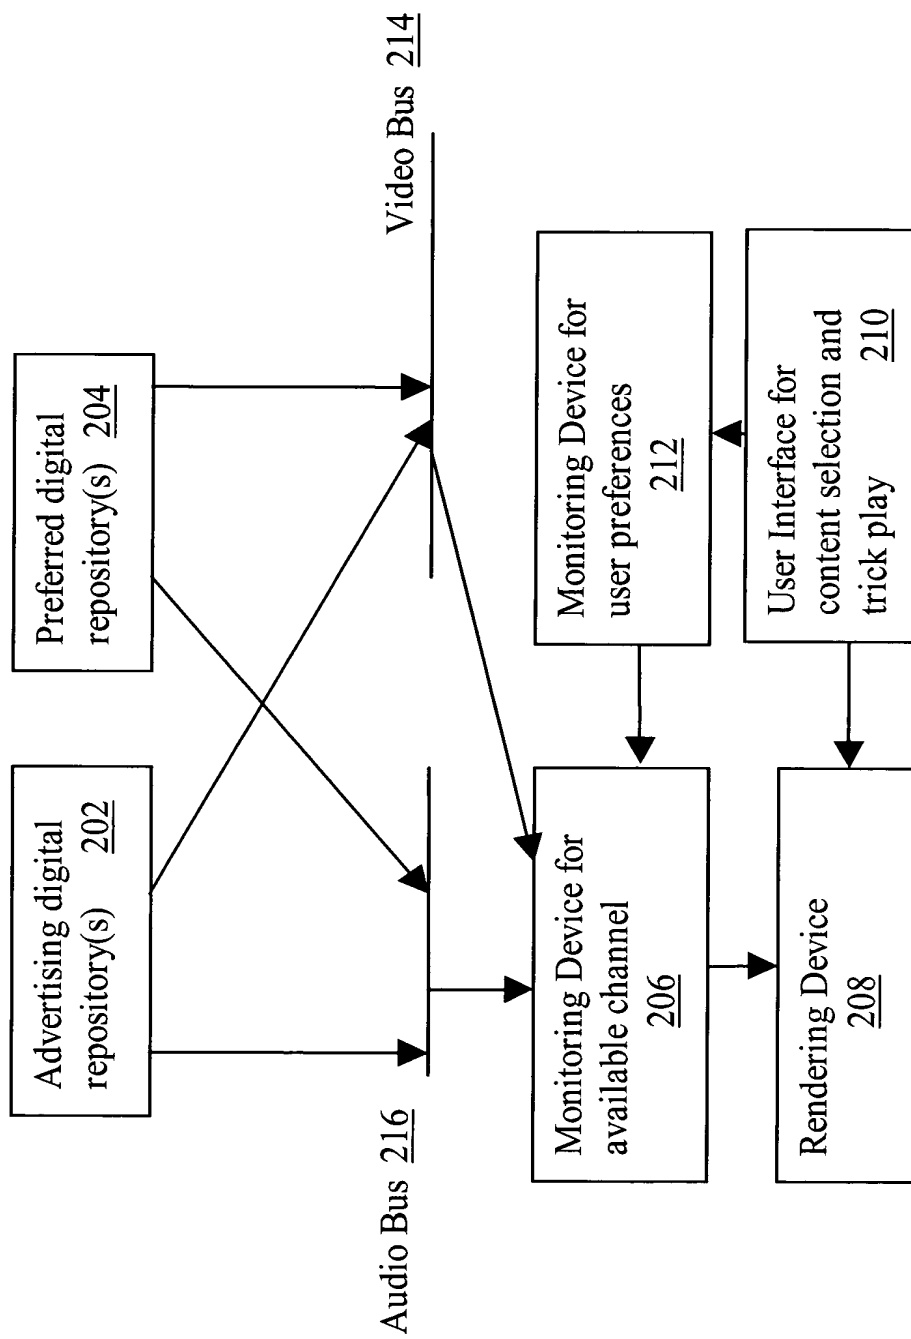 Advertising digital
repository(s) 202
Preferred digital
repository(s) 204
Audio Bus 216
Video Bus 214
Monitoring Device for
available channel
206
Monitoring Device for
user preferences
212
Rendering Device
208
User Interface for
content selection and
trick play 210